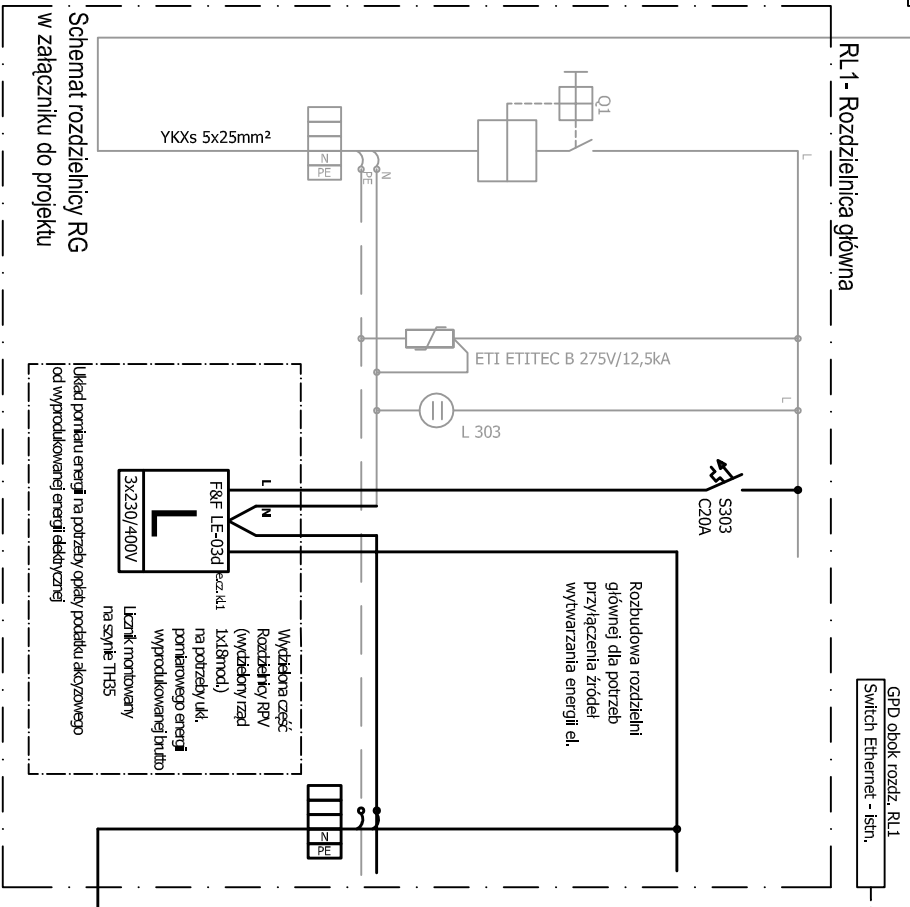 GPD obok rozdz. RL1
Switch Ethernet - istn.
RL1- Rozdzielnica główna
Q1
L
YKXs 5x25mm²
N
PE
N
PE
ETI ETITEC B 275V/12,5kA
L
L 303
S303
C20A
Rozbudowa rozdzielni
głównej dla potrzeb
przyłączenia źródeł
wytwarzania energii el.
L
N
F&F LE-03d
L
3x230/400V
Wydzielona część
Rozdzielnicy RPV
(wydzielony rząd
1x18mod.)
na potrzeby ukł.
pomiarowego energii
wyprodukowanej brutto
Licznik montowany
na szynie TH35
Układ pomiaru energii na potrzeby opłaty podatku akcyzowego
od wyprodukowanej energii elektrycznej
N
PE
Schemat rozdzielnicy RG
w załączniku do projektu